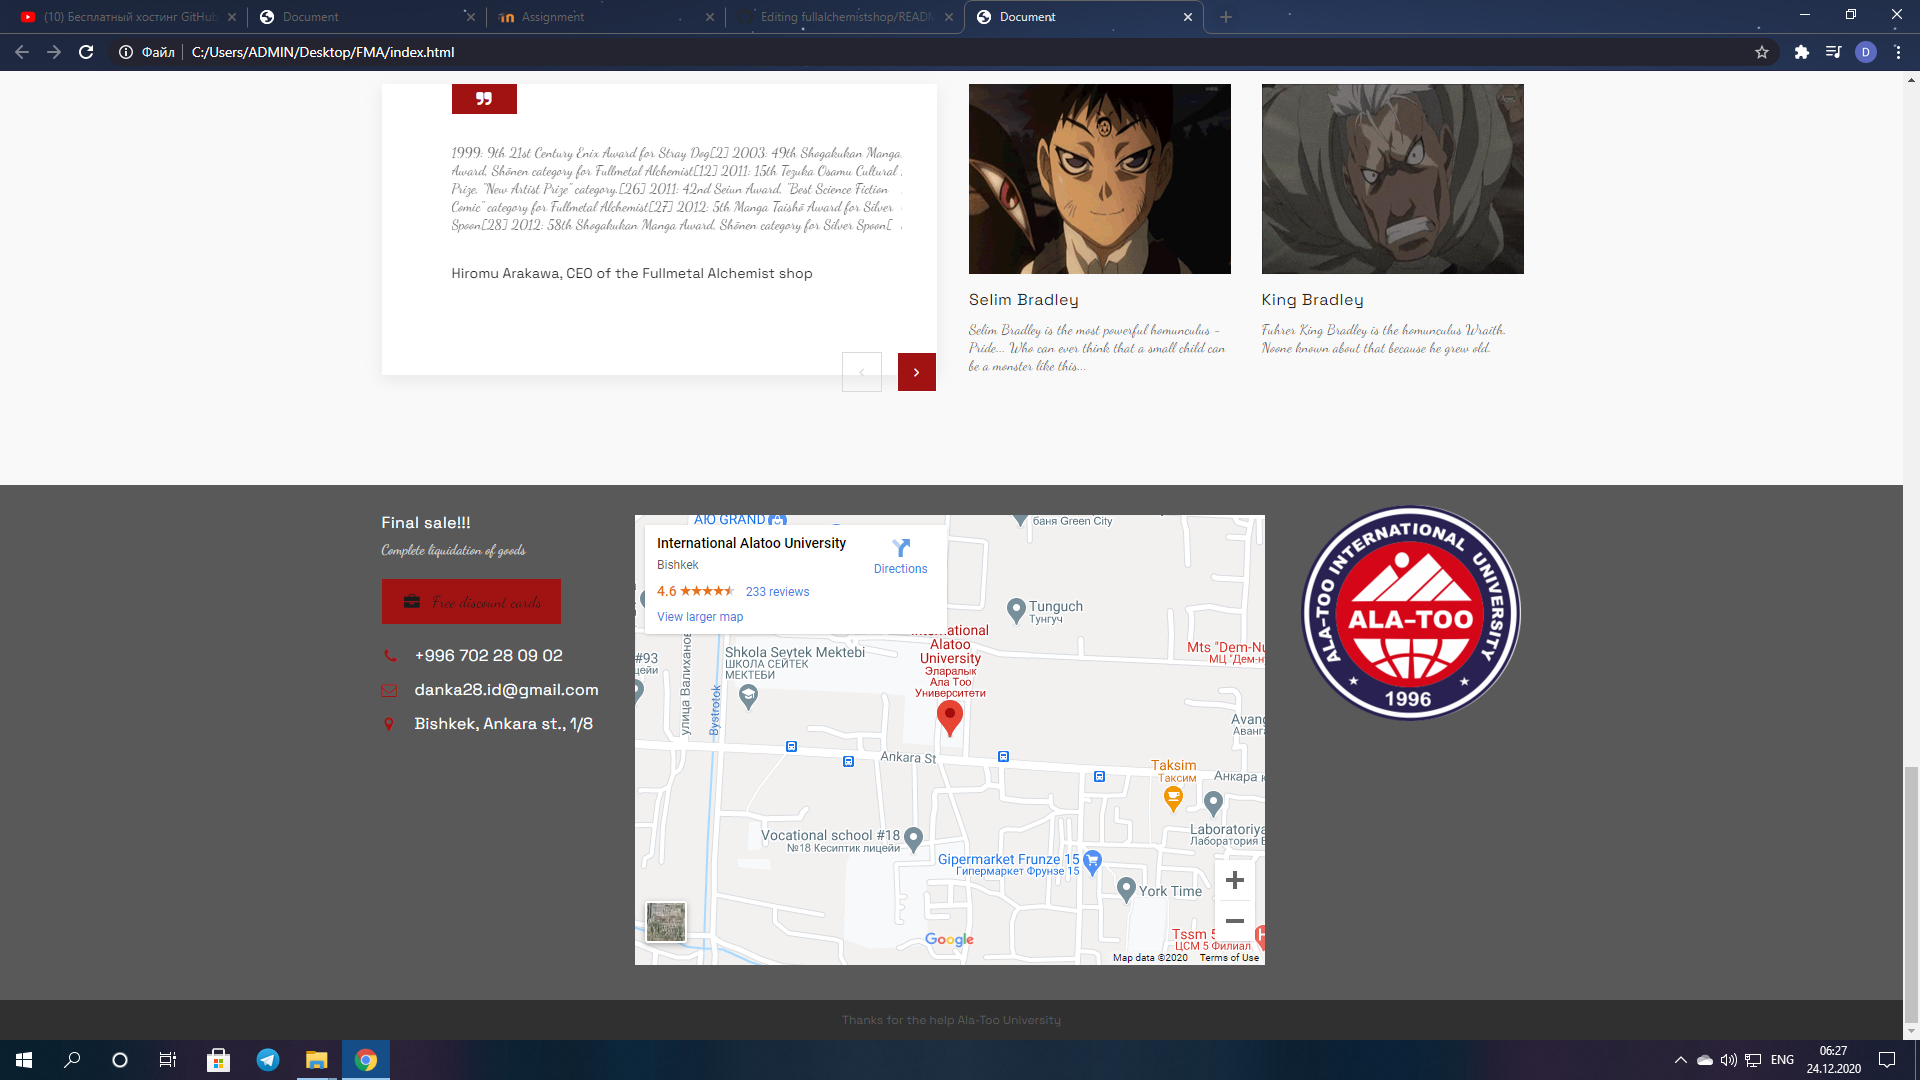 (10) Бесплатный хостинг GitHub
Document
Assignment
Editing fullalchemistshop/READM
Document
Файл
C:/Users/ADMIN/Desktop/FMA/index.html
D
1999: 9th 21st Century Enix Award for Stray Dog[2] 2003: 49th Shogakukan Manga
Award, Shōnen category for Fullmetal Alchemist[12] 2011: 15th Tezuka Osamu Cultural
Prize, "New Artist Prize" category.[26] 2011: 42nd Seiun Award, "Best Science Fiction
Comic" category for Fullmetal Alchemist[27] 2012: 5th Manga Taishō Award for Silver
Spoon[28] 2012: 58th Shogakukan Manga Award, Shōnen category for Silver Spoon[
Hiromu Arakawa, CEO of the Fullmetal Alchemist shop
Selim Bradley
Selim Bradley is the most powerful homunculus -
Pride... Who can ever think that a small child can
be a monster like this...
King Bradley
Fuhrer King Bradley is the homunculus Wraith.
Noone known about that because he grew old.
Final sale!!!
Complete liquidation of goods
Free discount cards
+996 702 28 09 02
danka28.id@gmail.com
Bishkek, Ankara st., 1/8
АЮ GRAND
баня Green City
International Alatoo University
Bishkek
4.6
233 reviews
View larger map
Directions
Tunguch
Тунгуч
International
Alatoo
University
Эларалык
Ала Тоо
Университети
Mts "Dem-Nu
МЦ "Дем-н
#93
лицейи
Shkola Seytek Mektebi
ШКОЛА СЕЙТЕК
МЕКТЕБИ
улица Валиханов
Bystrotok
Avang
Аванга
Ankara St
Taksim
Таксим
Анкара к
Laboratoriya
Лаборатория Б
Vocational school #18
№18 Кесиптик лицейи
Gipermarket Frunze 15
Гипермаркет Фрунзе 15
York Time
Tssm 5
ЦСМ 5 Филиал
Google
Map data ©2020
Terms of Use
ALA-TOO INTERNATIONAL UNIVERSITY
ALA-TOO
1996
Thanks for the help Ala-Too University
ENG
06:27
24.12.2020